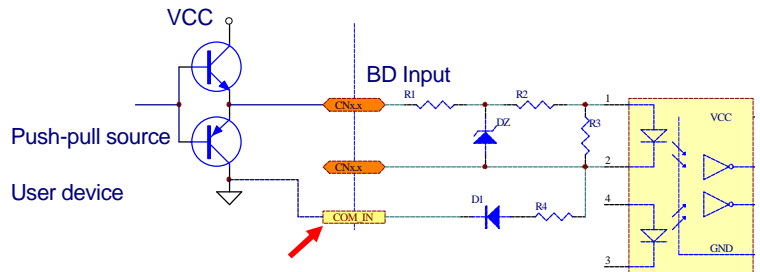 VCC
BD Input
CNx.x
R1
R2
R3
DZ
1
VCC
Push-pull source
CNx.x
2
User device
COM_IN
D1
R4
4
GND
3